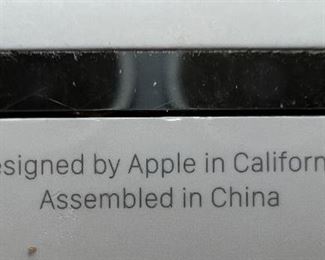 esigned by Apple in Californ
Assembled in China